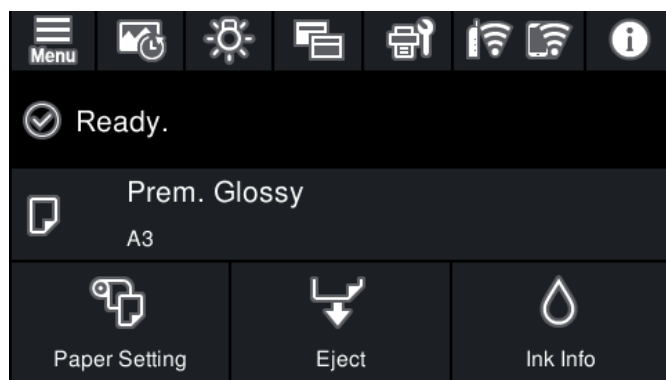 Menu
Ready.
Prem. Glossy
A3
Paper Setting
Eject
Ink Info